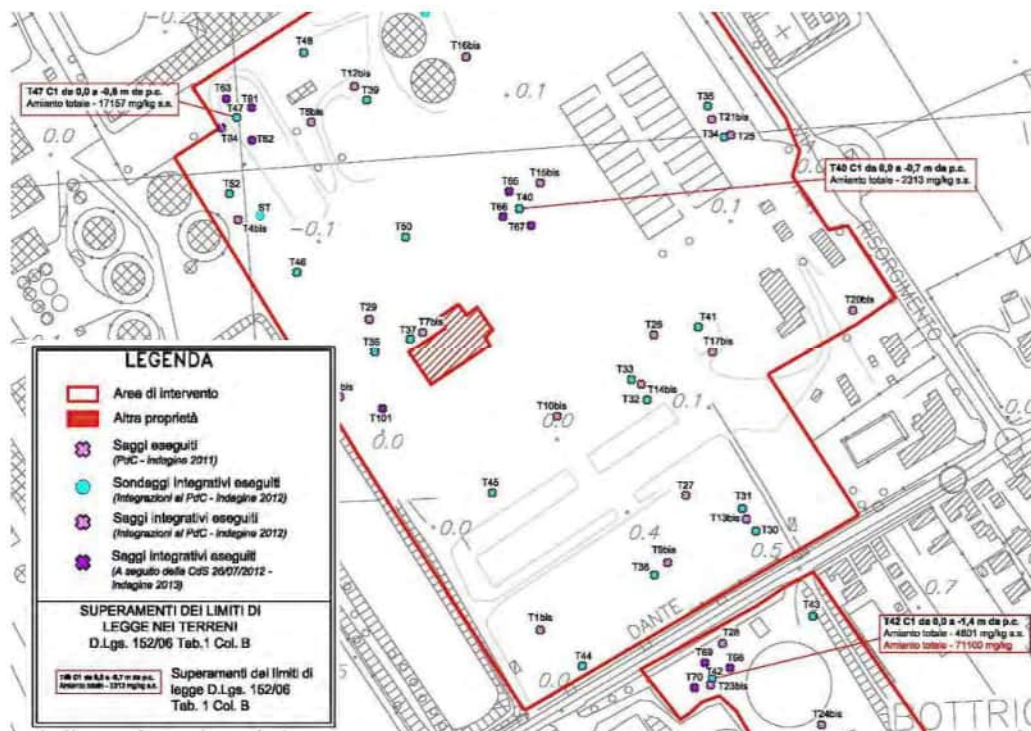 T48
T16bis
T12bis
T39
T47 C1 da 0,0 a -0,8 m da p.c.
Amianto totale - 17157 mg/kg s.s.
T63
T61
T47
T5bis
T62
0.0
0.1
T35
T21bis
T34
T25
T40 C1 da 0,0 a -0,7 m da p.c.
Amianto totale - 2313 mg/kg s.s.
T52
ST
T4bis
-0.1
T15bis
T65
T40
T66
T67
0.1
T50
T46
RISORGIMENTO
T29
T7bis
T37
T36
T20bis
T41
T26
T17bis
T33
T14bis
T32
0.1
T101
0.0
T10bis
0.0
LEGENDA
Area di intervento
Altra proprietà
Saggi eseguiti
(PdC - Indagine 2011)
Sondaggi integrativi eseguiti
(Integrazioni al PdC - Indagine 2012)
Saggi integrativi eseguiti
(Integrazioni al PdC - Indagine 2012)
Saggi integrativi eseguiti
(A seguito della CdS 26/07/2012 -
Indagine 2013)
SUPERAMENTI DEI LIMITI DI
LEGGE NEI TERRENI
D.Lgs. 152/06 Tab.1 Col. B
Superamenti dei limiti di
legge D.Lgs. 152/06
Tab. 1 Col. B
T45
0.0
T27
T31
T13bis
T30
0.4
0.5
T9bis
T38
T1bis
T44
0.0
DANTE
0.7
T43
T42 C1 da 0,0 a -1,4 m da p.c.
Amianto totale - 4801 mg/kg s.s.
Amianto totale - 71100 mg/kg
T28
T69
T68
T42
T70
T23bis
T24bis
BOTTRIG